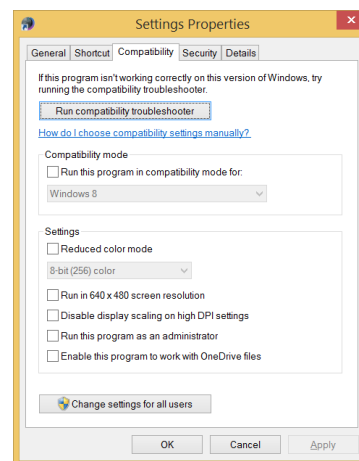 Settings Properties
General Shortcut Compatibility Security Details
If this program isn't working correctly on this version of Windows, try
running the compatibility troubleshooter.
Run compatibility troubleshooter
How do I choose compatibility settings manually?
Compatibility mode
Run this program in compatibility mode for:
Windows 8
Settings
Reduced color mode
8-bit (256) color
Run in 640 x 480 screen resolution
Disable display scaling on high DPI settings
Run this program as an administrator
Enable this program to work with OneDrive files
Change settings for all users
OK Cancel Apply